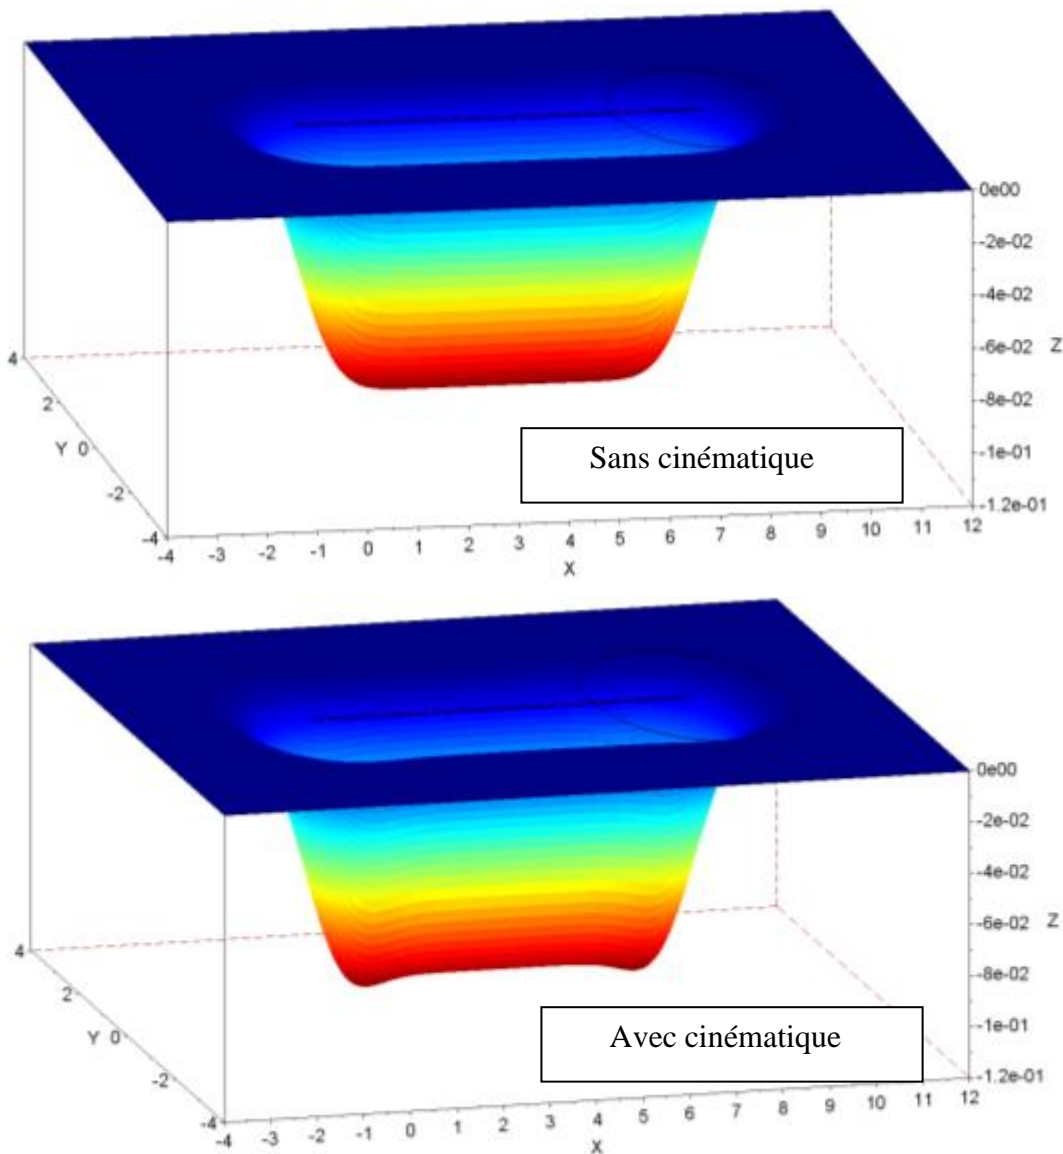 0e00
-2e-02
-4e-02
-6e-02
Z
-8e-02
-1e-01
-1.2e-01
4
2
Y 0
-2
-4
Sans cinématique
-4 -3 -2 -1 0 1 2 3 4 5 6 7 8 9 10 11 12
X
0e00
-2e-02
-4e-02
-6e-02
Z
-8e-02
-1e-01
-1.2e-01
4
2
Y 0
-2
-4
Avec cinématique
-4 -3 -2 -1 0 1 2 3 4 5 6 7 8 9 10 11 12
X